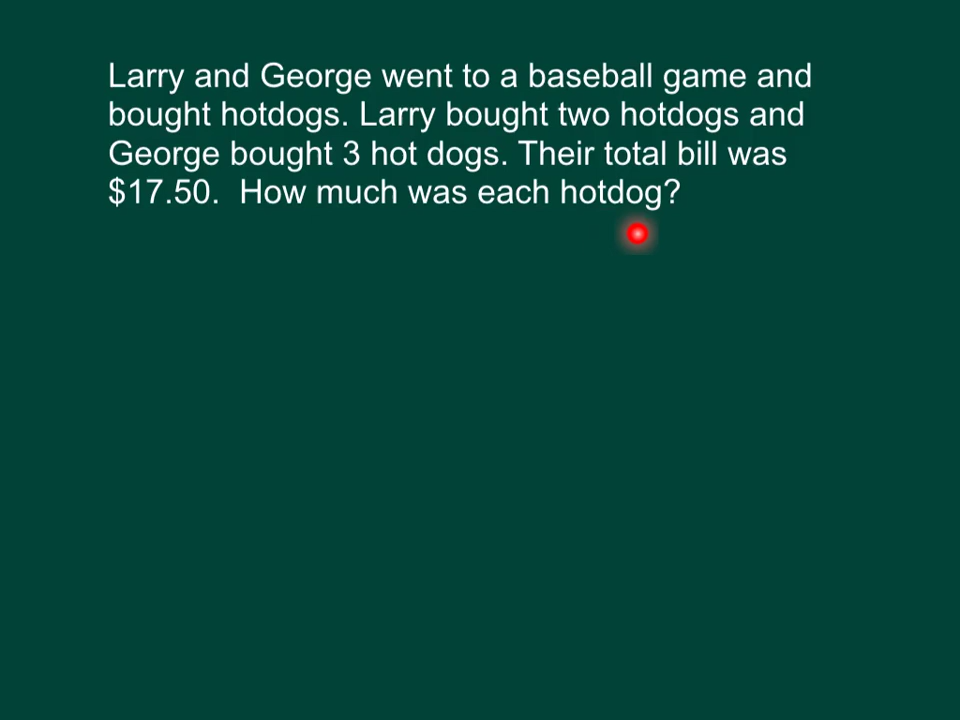 Larry and George went to a baseball game and
bought hotdogs. Larry bought two hotdogs and
George bought 3 hot dogs. Their total bill was
$17.50.  How much was each hotdog?